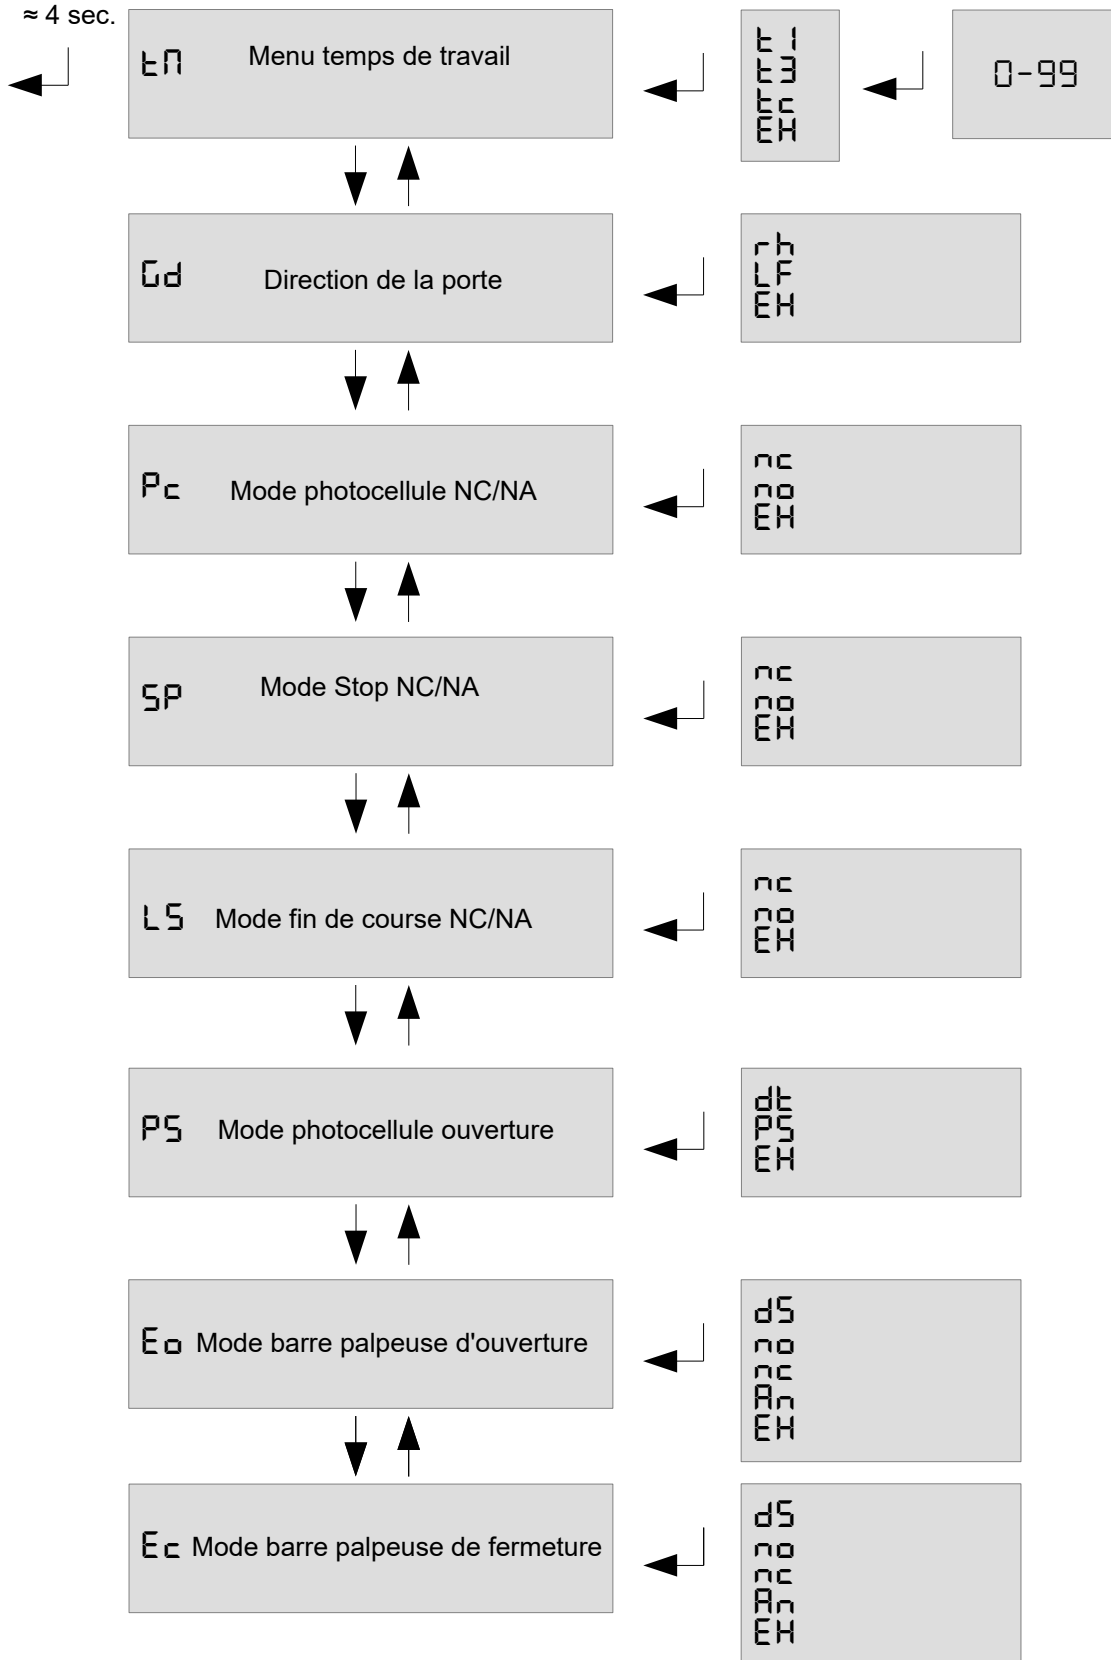 ≈ 4 sec.
tM Menu temps de travail
t1
t3
tc
EH
0-99
Gd Direction de la porte
rh
LF
EH
Pc Mode photocellule NC/NA
nc
no
EH
SP Mode Stop NC/NA
nc
no
EH
LS Mode fin de course NC/NA
nc
no
EH
PS Mode photocellule ouverture
dt
PS
EH
Eo Mode barre palpeuse d'ouverture
dS
no
nc
An
EH
Ec Mode barre palpeuse de fermeture
dS
no
nc
An
EH